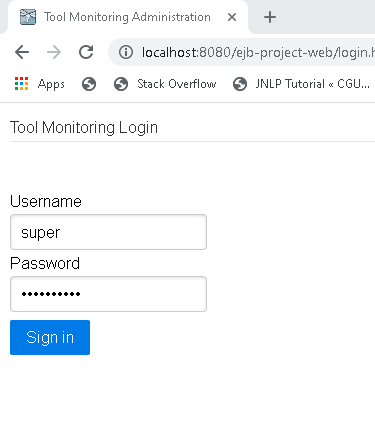 Tool Monitoring Administration
localhost:8080/ejb-project-web/login.h
Apps Stack Overflow JNLP Tutorial « CGU...
Tool Monitoring Login
Username
super
Password
••••••••••
Sign in